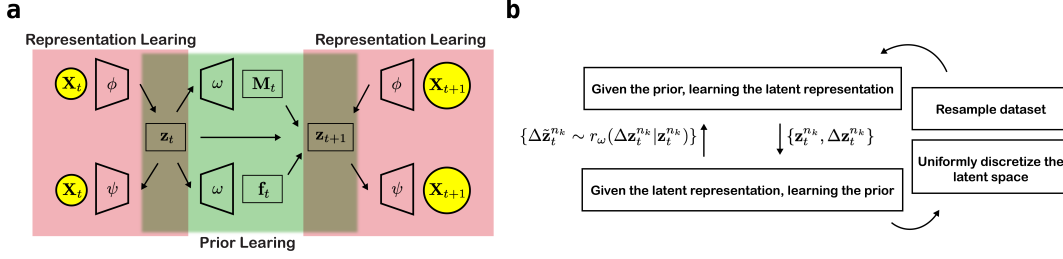 a
Representation Learing
Representation Learing
X_t
ϕ
ω
M_t
ϕ
X_{t+1}
z_t
z_{t+1}
X_t
ψ
ω
f_t
ψ
X_{t+1}
Prior Learing
b
Given the prior, learning the latent representation
Resample dataset
{Δz̃_t^{n_k} ∼ r_ω(Δz_t^{n_k}|z_t^{n_k})}
{z_t^{n_k}, Δz_t^{n_k}}
Uniformly discretize the
latent space
Given the latent representation, learning the prior